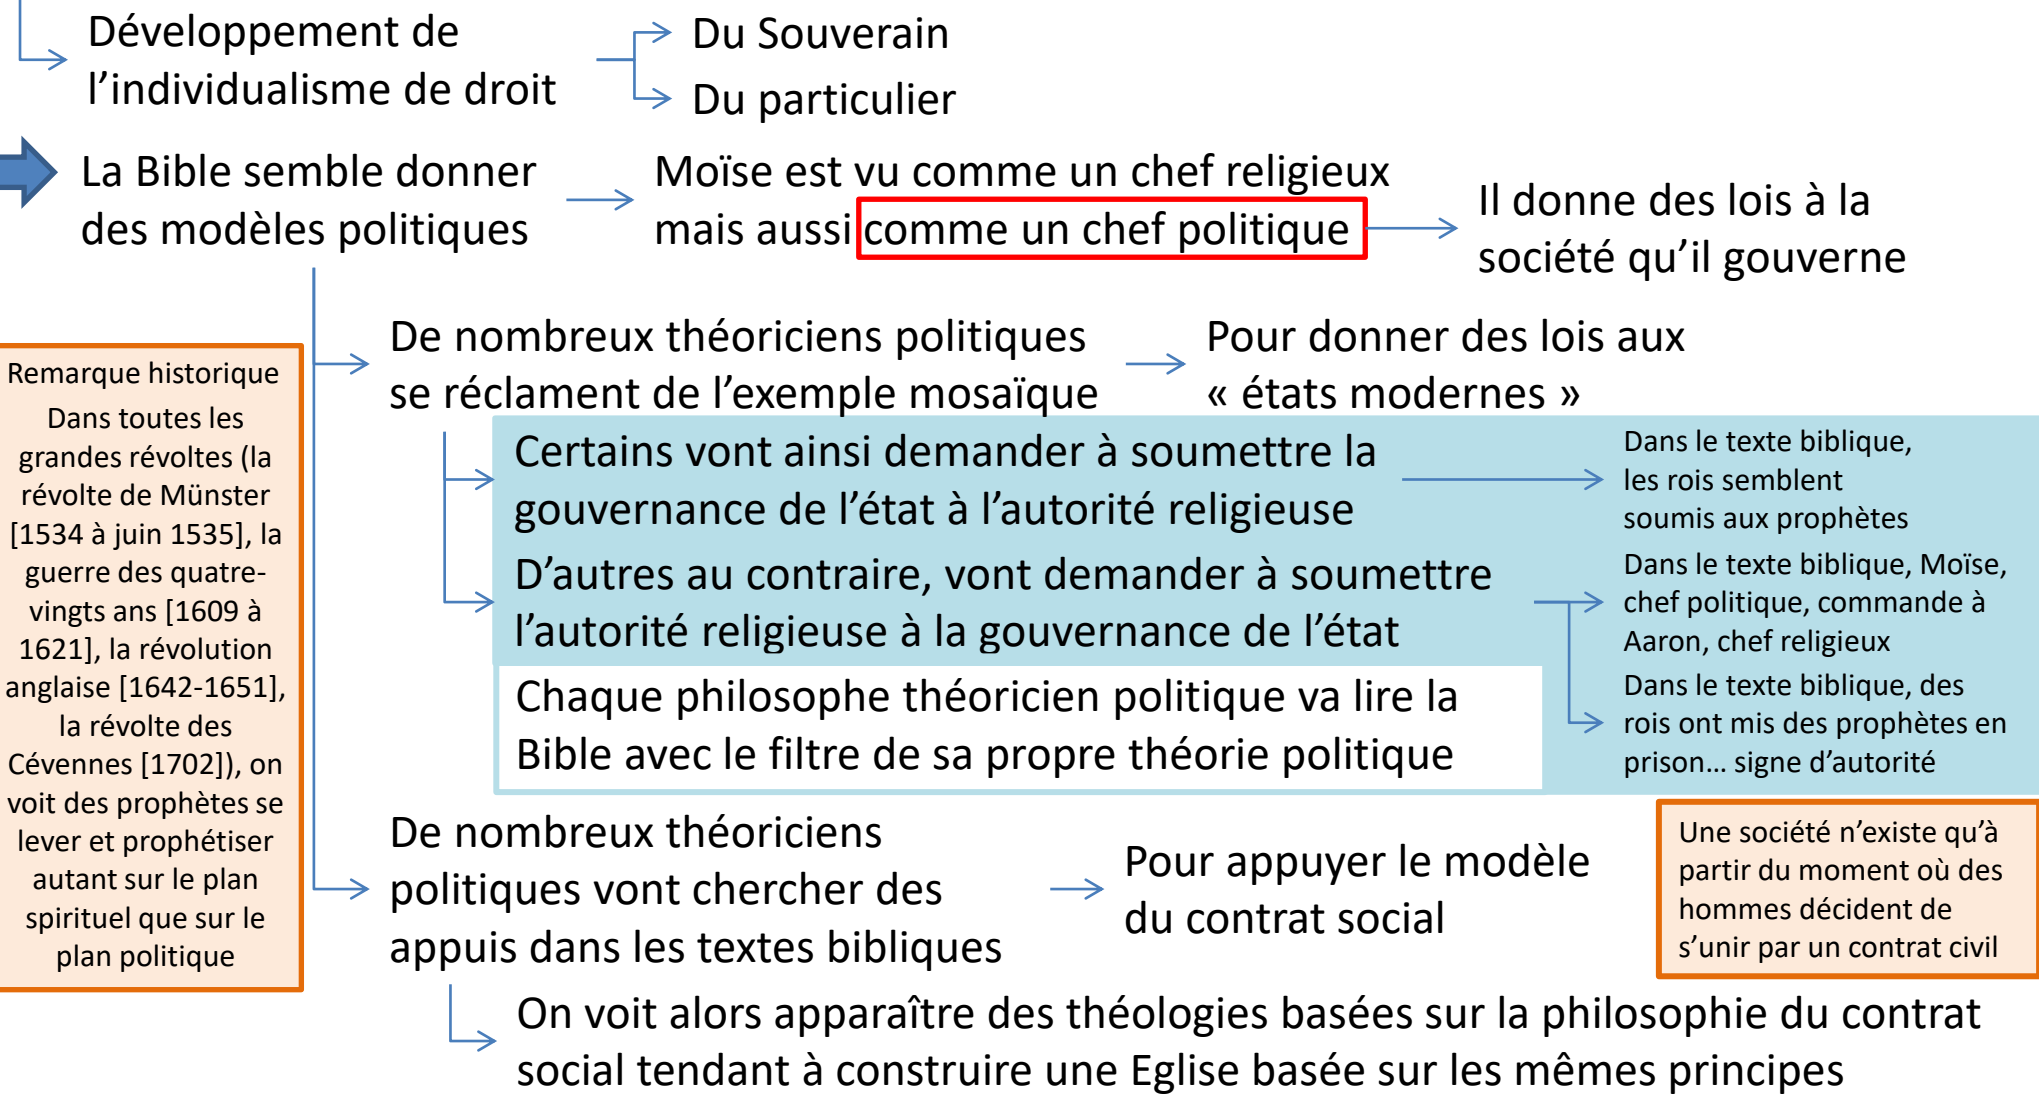 Développement de
l’individualisme de droit
Du Souverain
Du particulier
La Bible semble donner
des modèles politiques
Moïse est vu comme un chef religieux
mais aussi comme un chef politique
Il donne des lois à la
société qu’il gouverne
De nombreux théoriciens politiques
se réclament de l’exemple mosaïque
Pour donner des lois aux
« états modernes »
Remarque historique
Dans toutes les
grandes révoltes (la
révolte de Münster
[1534 à juin 1535], la
guerre des quatre-
vingts ans [1609 à
1621], la révolution
anglaise [1642-1651],
la révolte des
Cévennes [1702]), on
voit des prophètes se
lever et prophétiser
autant sur le plan
spirituel que sur le
plan politique
Certains vont ainsi demander à soumettre la
gouvernance de l’état à l’autorité religieuse
Dans le texte biblique,
les rois semblent
soumis aux prophètes
D’autres au contraire, vont demander à soumettre
l’autorité religieuse à la gouvernance de l’état
Dans le texte biblique, Moïse,
chef politique, commande à
Aaron, chef religieux
Dans le texte biblique, des
rois ont mis des prophètes en
prison… signe d’autorité
Chaque philosophe théoricien politique va lire la
Bible avec le filtre de sa propre théorie politique
De nombreux théoriciens
politiques vont chercher des
appuis dans les textes bibliques
Pour appuyer le modèle
du contrat social
Une société n’existe qu’à
partir du moment où des
hommes décident de
s’unir par un contrat civil
On voit alors apparaître des théologies basées sur la philosophie du contrat
social tendant à construire une Eglise basée sur les mêmes principes